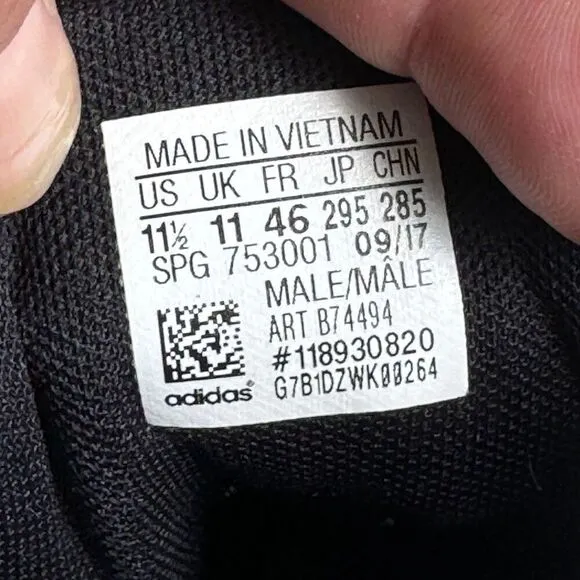 MADE IN VIETNAM
US UK FR JP CHN
11½ 11 46 295 285
SPG 753001 09/17
MALE/MÂLE
ART B74494
#118930820
G7B1DZWK00264
adidas